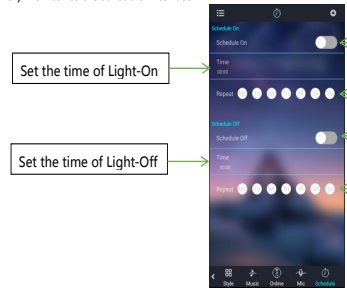 Schedule On
Schedule On
Set the time of Light-On
Time
00:00
Repeat
Schedule Off
Schedule Off
Set the time of Light-Off
Time
00:00
Repeat
Style Music Online Mic Schedule